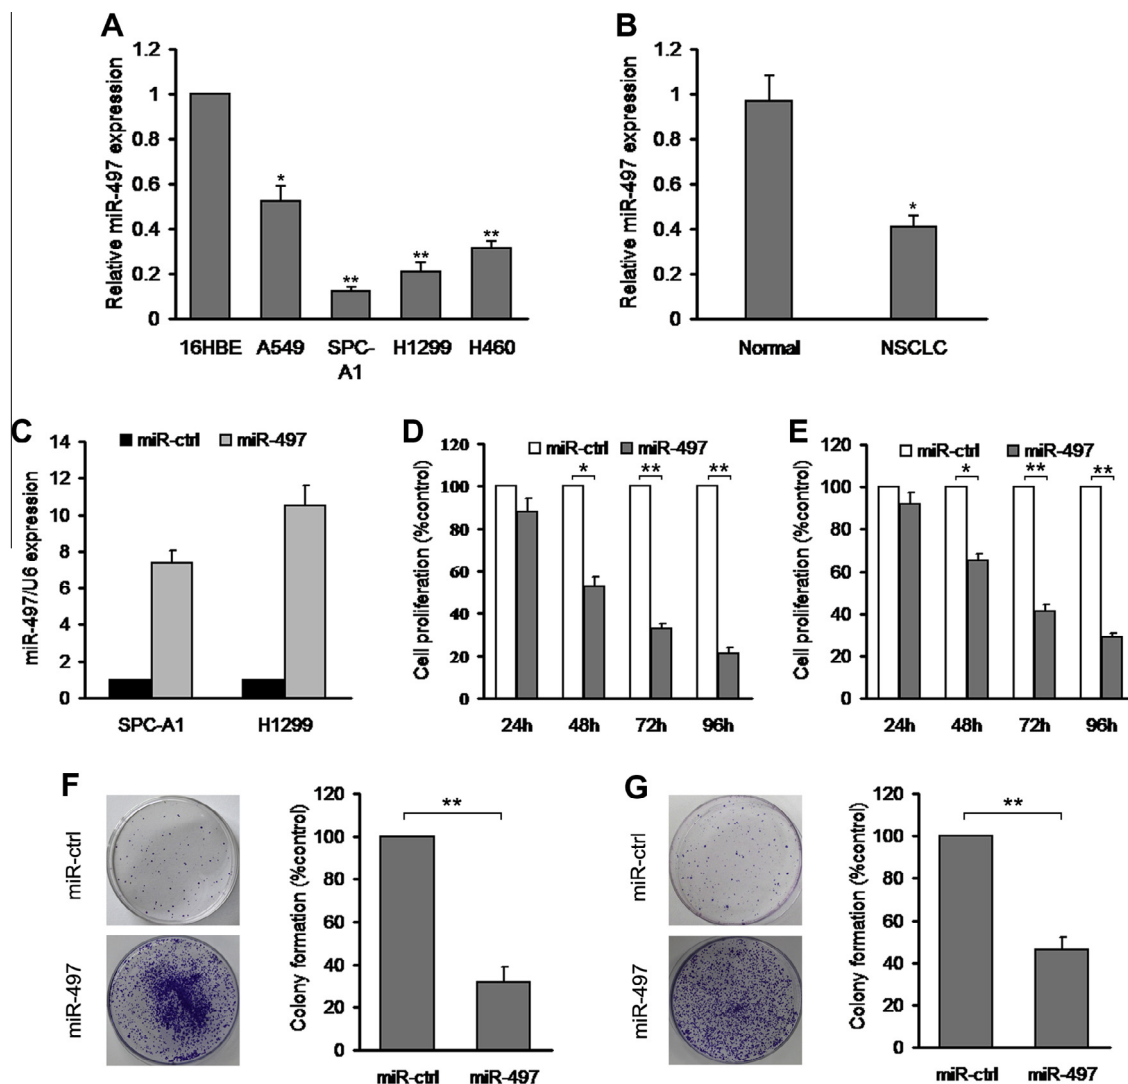 A
Relative miR-497 expression
1.2
1
0.8
0.6
0.4
0.2
0
*
**
**
**
16HBE A549 SPC-A1 H1299 H460
B
Relative miR-497 expression
1.2
1
0.8
0.6
0.4
0.2
0
*
Normal NSCLC
C
miR-ctrl miR-497
miR-497/U6 expression
14
12
10
8
6
4
2
0
SPC-A1 H1299
D
miR-ctrl miR-497
Cell proliferation (%control)
120
100
80
60
40
20
0
* ** **
24h 48h 72h 96h
E
miR-ctrl miR-497
Cell proliferation (%control)
120
100
80
60
40
20
0
* ** **
24h 48h 72h 96h
F
miR-ctrl
miR-497
Colony formation (%control)
120
100
80
60
40
20
0
**
miR-ctrl miR-497
G
miR-ctrl
miR-497
Colony formation (%control)
120
100
80
60
40
20
0
**
miR-ctrl miR-497